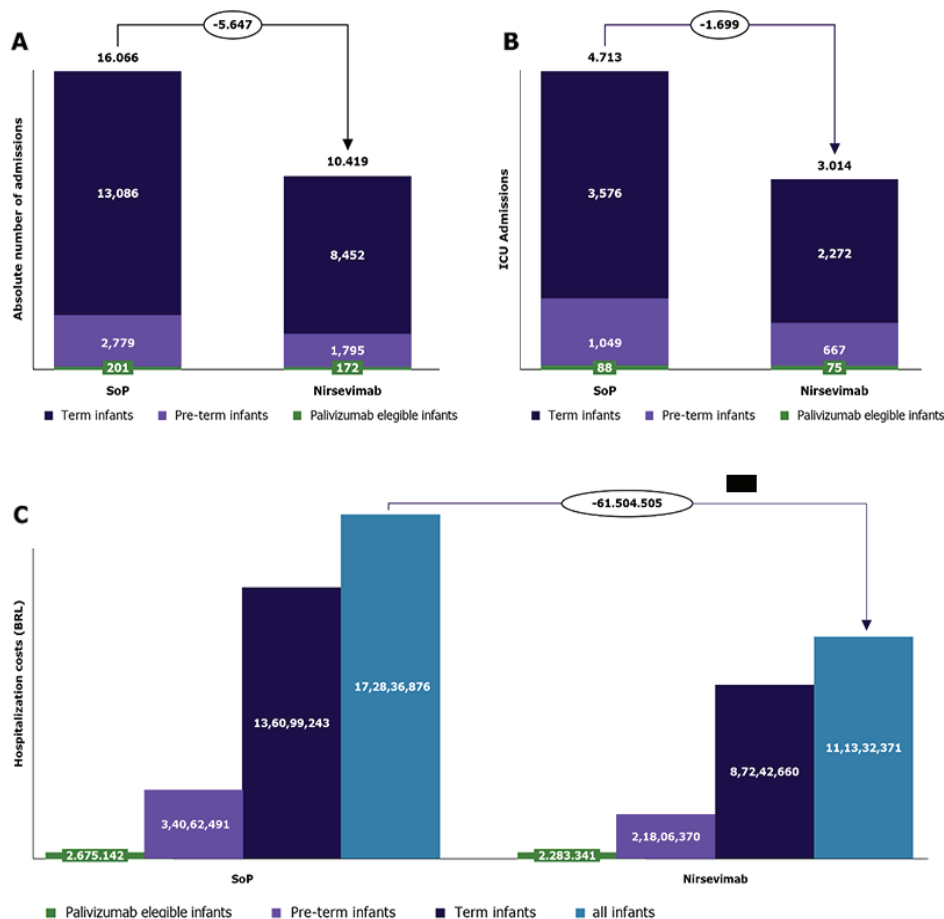 A
-5.647
16.066
10.419
Absolute number of admissions
13,086
8,452
2,779
1,795
201
172
SoP
Nirsevimab
Term infants
Pre-term infants
Palivizumab elegible infants
B
-1.699
4.713
3.014
ICU Admissions
3,576
2,272
1,049
667
88
75
SoP
Nirsevimab
Term infants
Pre-term infants
Palivizumab elegible infants
C
-61.504.505
Hospitalization costs (BRL)
17,28,36,876
13,60,99,243
11,13,32,371
8,72,42,660
3,40,62,491
2,18,06,370
2.675.142
2.283.341
SoP
Nirsevimab
Palivizumab elegible infants
Pre-term infants
Term infants
all infants